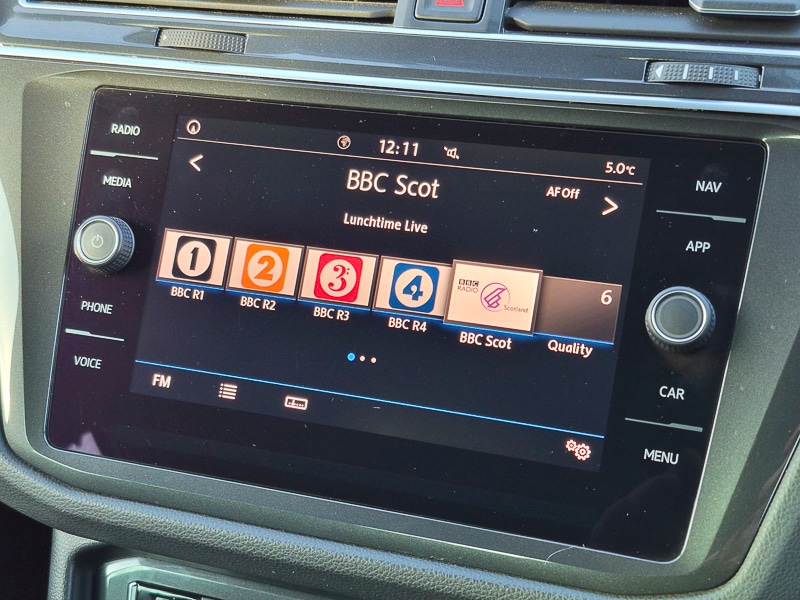 RADIO
MEDIA
PHONE
VOICE
12:11
5.0°C
BBC Scot
AF Off
Lunchtime Live
1
2
3
4
BBC RADIO Scotland
6
BBC R1
BBC R2
BBC R3
BBC R4
BBC Scot
Quality
FM
NAV
APP
CAR
MENU